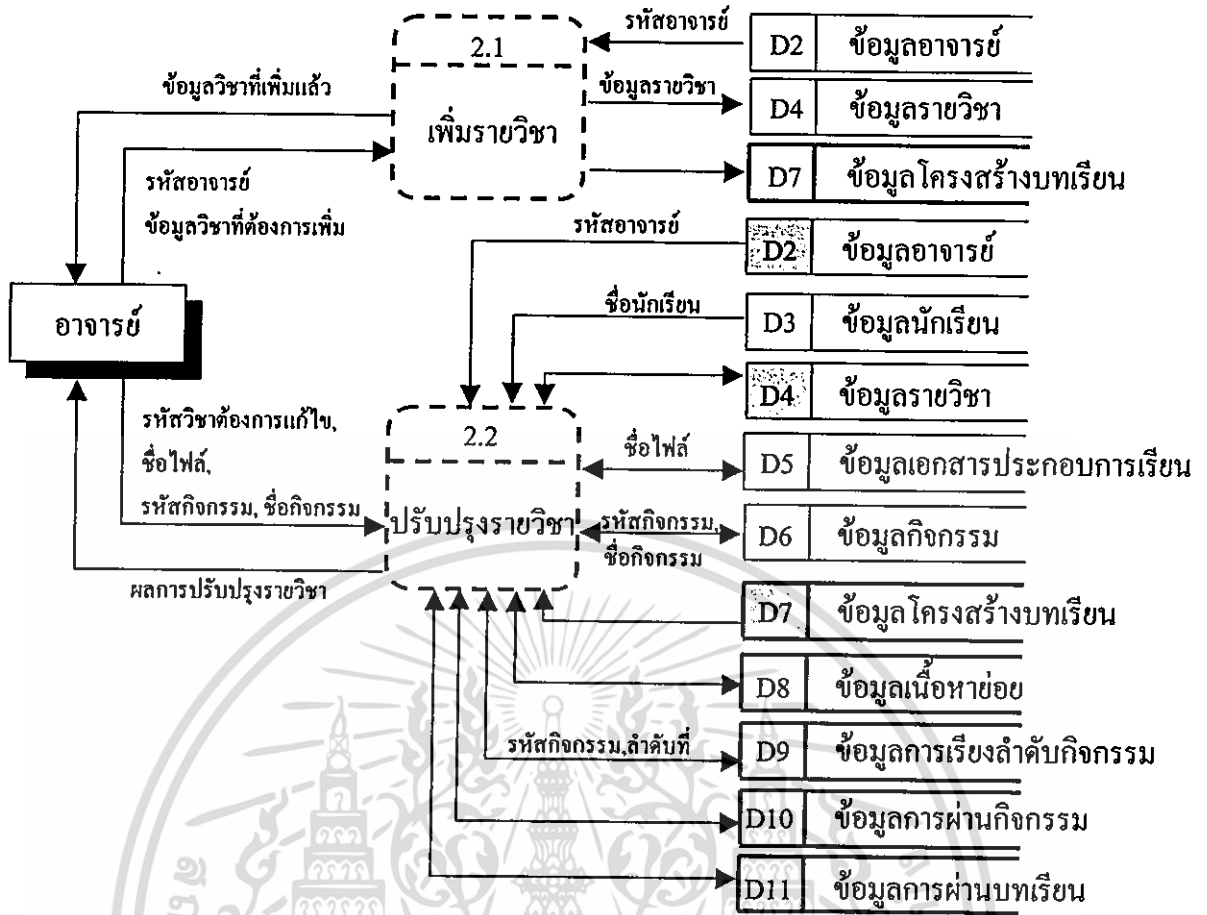 รหัสอาจารย์
2.1
D2 ข้อมูลอาจารย์
ข้อมูลวิชาที่เพิ่มแล้ว
ข้อมูลรายวิชา
D4 ข้อมูลรายวิชา
เพิ่มรายวิชา
D7 ข้อมูลโครงสร้างบทเรียน
รหัสอาจารย์
ข้อมูลวิชาที่ต้องการเพิ่ม
รหัสอาจารย์
D2 ข้อมูลอาจารย์
ชื่อนักเรียน
D3 ข้อมูลนักเรียน
อาจารย์
D4 ข้อมูลรายวิชา
รหัสวิชาต้องการแก้ไข,
ชื่อไฟล์,
รหัสกิจกรรม, ชื่อกิจกรรม
2.2
ชื่อไฟล์
D5 ข้อมูลเอกสารประกอบการเรียน
ปรับปรุงรายวิชา
รหัสกิจกรรม,
ชื่อกิจกรรม
D6 ข้อมูลกิจกรรม
ผลการปรับปรุงรายวิชา
D7 ข้อมูลโครงสร้างบทเรียน
D8 ข้อมูลเนื้อหาย่อย
รหัสกิจกรรม,ลำดับที่
D9 ข้อมูลการเรียงลำดับกิจกรรม
D10 ข้อมูลการผ่านกิจกรรม
D11 ข้อมูลการผ่านบทเรียน